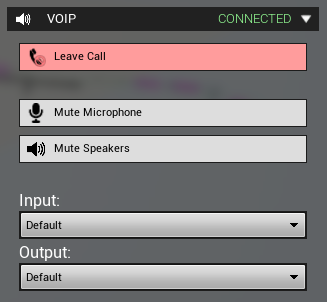 VOIP CONNECTED
Leave Call
Mute Microphone
Mute Speakers
Input:
Default
Output:
Default